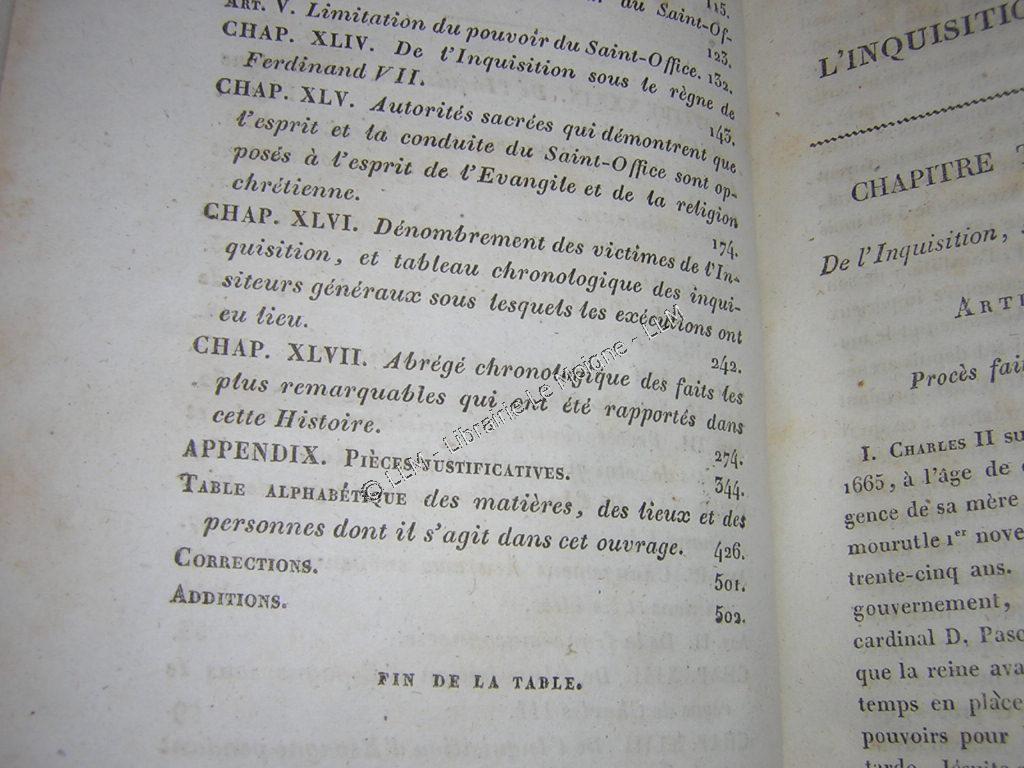 du Saint-Of-
115.
ART. V. Limitation du pouvoir du Saint-Office. 123.
CHAP. XLIV. De l'Inquisition sous le règne de 132.
Ferdinand VII.
143.
CHAP. XLV. Autorités sacrées qui démontrent que
l'esprit et la conduite du Saint-Office sont op-
posés à l'esprit de l'Evangile et de la religion
chrétienne.
174.
CHAP. XLVI. Dénombrement des victimes de l'In-
quisition, et tableau chronologique des inqui-
siteurs généraux sous lesquels les exécutions ont
eu lieu.
242.
CHAP. XLVII. Abrégé chronologique des faits les
plus remarquables qui ont été rapportés dans
cette Histoire.
274.
APPENDIX. PIÈCES JUSTIFICATIVES.
344.
TABLE ALPHABÉTIQUE des matières, des lieux et des
personnes dont il s'agit dans cet ouvrage. 426.
CORRECTIONS. 501.
ADDITIONS. 502.
FIN DE LA TABLE.
© LLM - Librairie Le Moigne - LLM
L'INQUISITIO
CHAPITRE
De l'Inquisition,
ARTI
Procès fai
I. CHARLES II su
1665, à l'âge de
gence de sa mère
mourut le 1er nove
trente-cinq ans.
gouvernement,
cardinal D. Pasc
que la reine ava
temps en place
pouvoirs pour